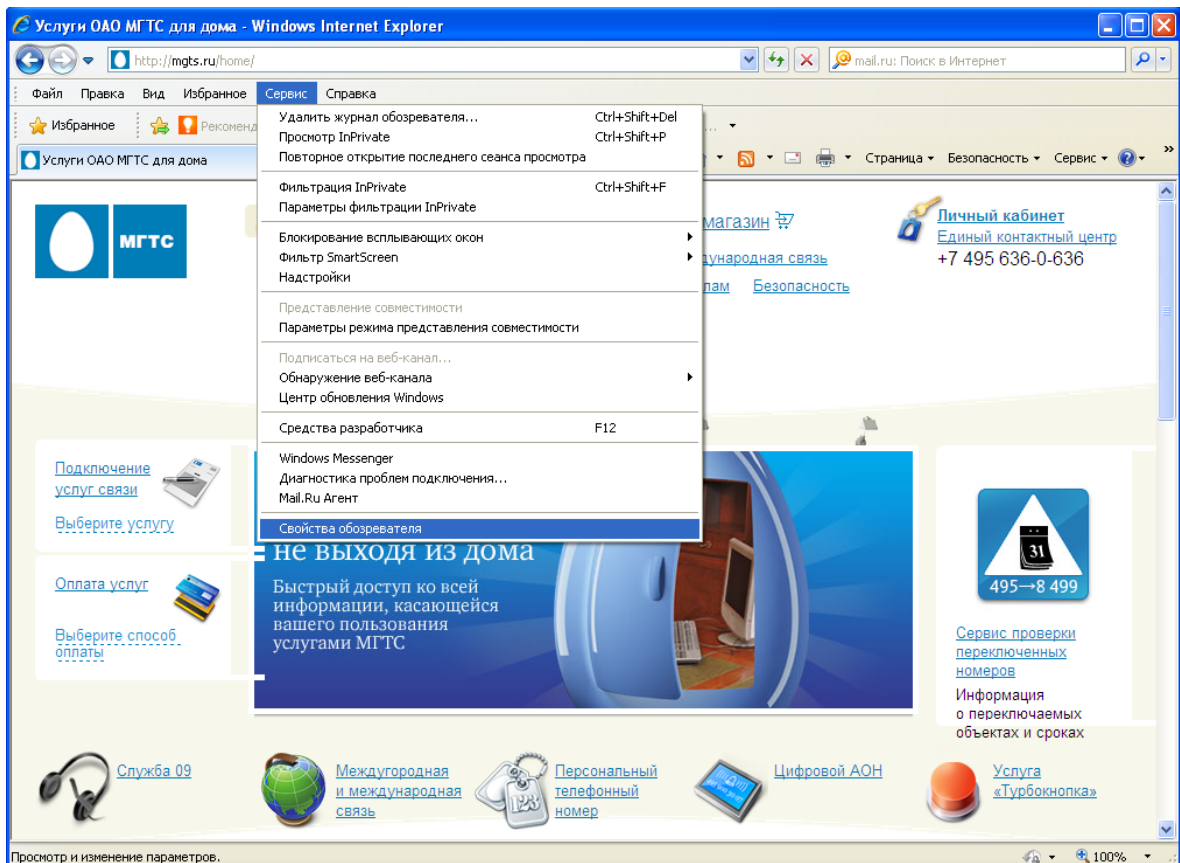 Услуги ОАО МГТС для дома - Windows Internet Explorer
http://mgts.ru/home/
mail.ru: Поиск в Интернет
Файл Правка Вид Избранное Сервис Справка
Избранное Рекоменд
Услуги ОАО МГТС для дома
Страница Безопасность Сервис
Удалить журнал обозревателя... Ctrl+Shift+Del
Просмотр InPrivate Ctrl+Shift+P
Повторное открытие последнего сеанса просмотра
Фильтрация InPrivate Ctrl+Shift+F
Параметры фильтрации InPrivate
Блокирование всплывающих окон
Фильтр SmartScreen
Надстройки
Представление совместимости
Параметры режима представления совместимости
Подписаться на веб-канал...
Обнаружение веб-канала
Центр обновления Windows
Средства разработчика F12
Windows Messenger
Диагностика проблем подключения...
Mail.Ru Агент
Свойства обозревателя
МГТС
магазин
дународная связь
лам Безопасность
Личный кабинет
Единый контактный центр
+7 495 636-0-636
Подключение
услуг связи
Выберите услугу
Оплата услуг
Выберите способ
оплаты
не выходя из дома
Быстрый доступ ко всей
информации, касающейся
вашего пользования
услугами МГТС
31
495→8 499
Сервис проверки
переключенных
номеров
Информация
о переключаемых
объектах и сроках
Служба 09
Междугородная
и международная
связь
123
Персональный
телефонный
номер
Цифровой АОН
Услуга
«Турбокнопка»
Просмотр и изменение параметров.
100%